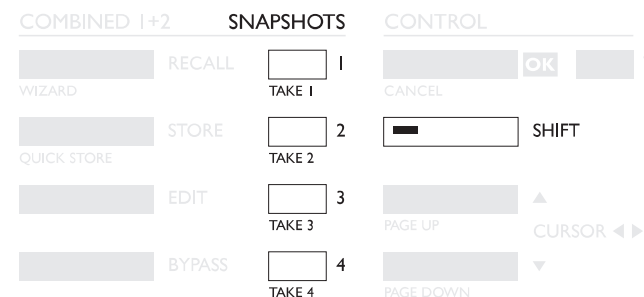 COMBINED 1+2 SNAPSHOTS CONTROL
RECALL 1 OK
WIZARD TAKE 1 CANCEL
STORE 2 SHIFT
QUICK STORE TAKE 2
EDIT 3 ▲
TAKE 3 PAGE UP CURSOR ◀ ▶
BYPASS 4 ▼
TAKE 4 PAGE DOWN